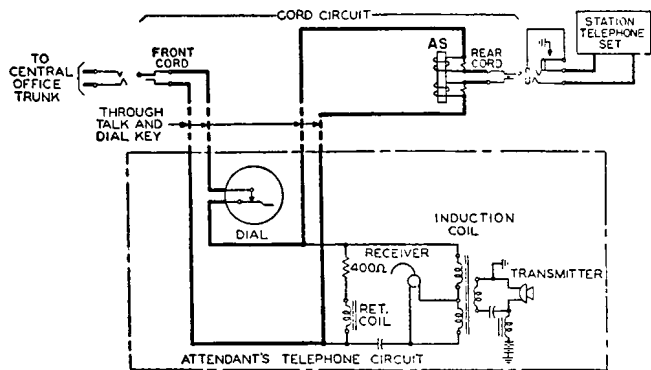 CORD CIRCUIT
STATION
TELEPHONE
SET
TO
CENTRAL
OFFICE
TRUNK
FRONT
CORD
AS
REAR
CORD
THROUGH
TALK AND
DIAL KEY
DIAL
INDUCTION
COIL
RECEIVER
400Ω
TRANSMITTER
RET.
COIL
ATTENDANT'S TELEPHONE CIRCUIT